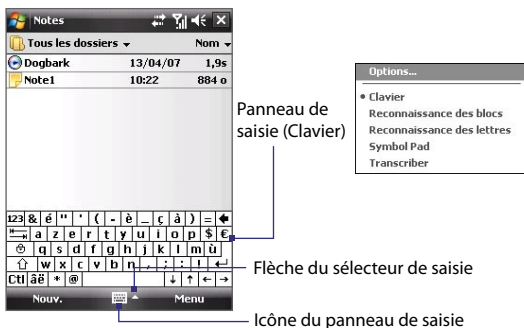 Notes
Tous les dossiers Nom
Dogbark 13/04/07 1,9s
Note1 10:22 884 o
123 & é " ' ( - è _ ç à ) =
a z e r t y u i o p $ €
q s d f g h j k l m ù
w x c v b n , ; : !
Ctl áë * @
Nouv. Menu
Panneau de
saisie (Clavier)
Flèche du sélecteur de saisie
Icône du panneau de saisie
Options...
Clavier
Reconnaissance des blocs
Reconnaissance des lettres
Symbol Pad
Transcriber